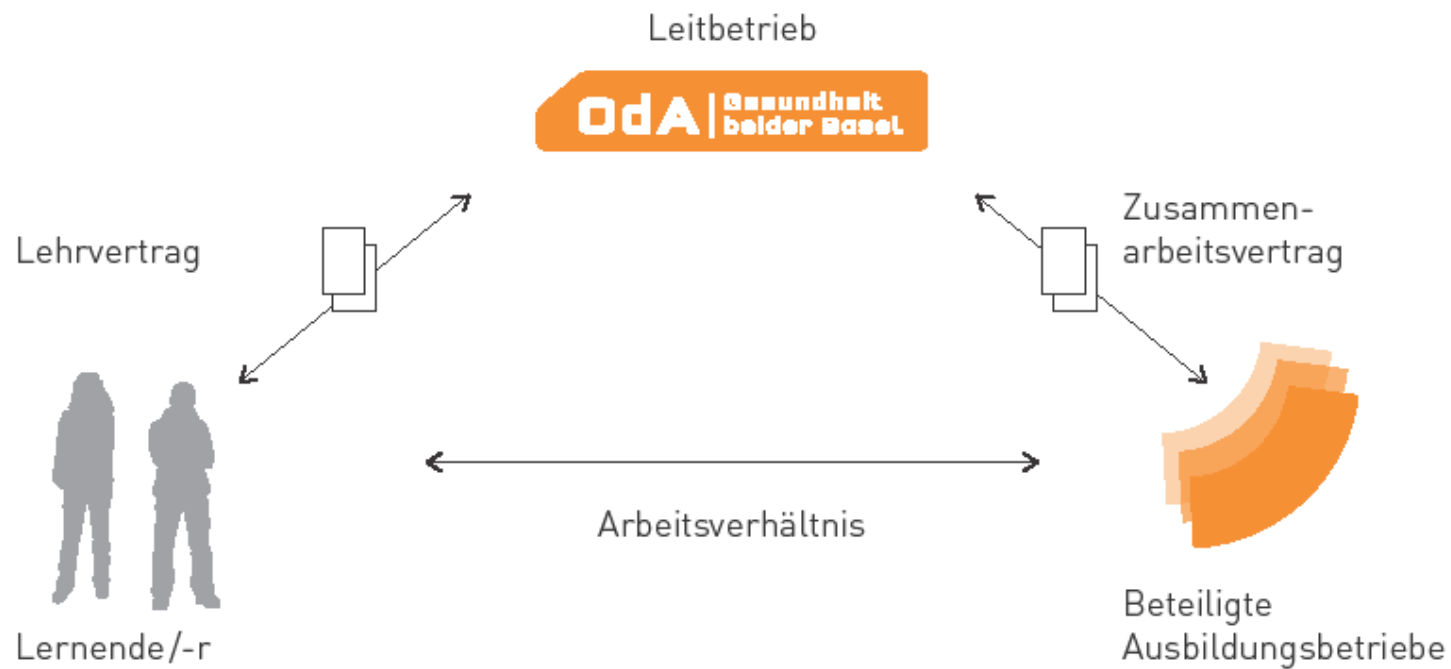 Leitbetrieb
OdA | Gesundheit
beider Basel
Lehrvertrag
Zusammen-
arbeitsvertrag
Arbeitsverhältnis
Lernende/-r
Beteiligte
Ausbildungsbetriebe